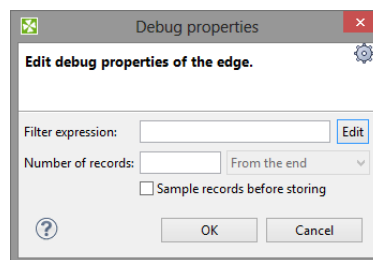 Debug properties
Edit debug properties of the edge.
Filter expression: Edit
Number of records: From the end
Sample records before storing
OK Cancel